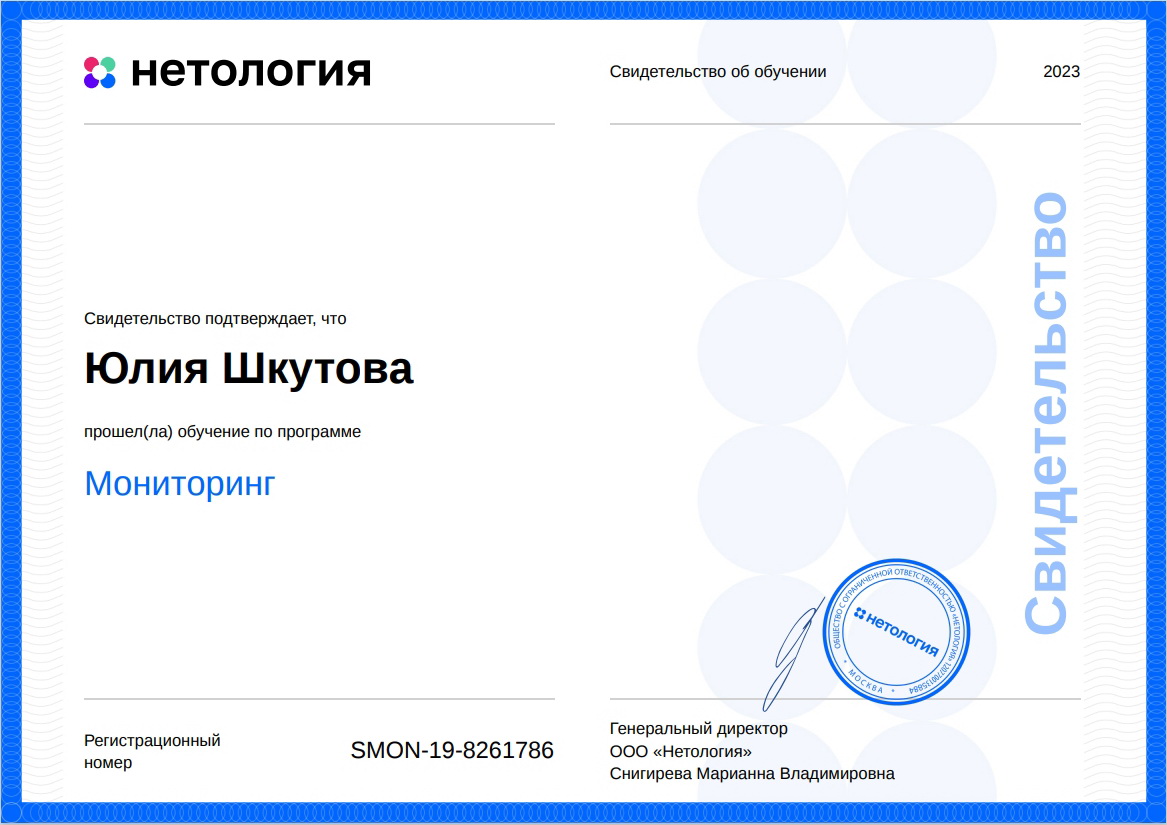 нетология
Свидетельство об обучении
2023
Свидетельство подтверждает, что
Юлия Шкутова
прошел(ла) обучение по программе
Мониторинг
Свидетельство
ОБЩЕСТВО С ОГРАНИЧЕННОЙ ОТВЕТСТВЕННОСТЬЮ «НЕТОЛОГИЯ» 1207700135884
* МОСКВА *
нетология
Регистрационный
номер
SMON-19-8261786
Генеральный директор
ООО «Нетология»
Снигирева Марианна Владимировна